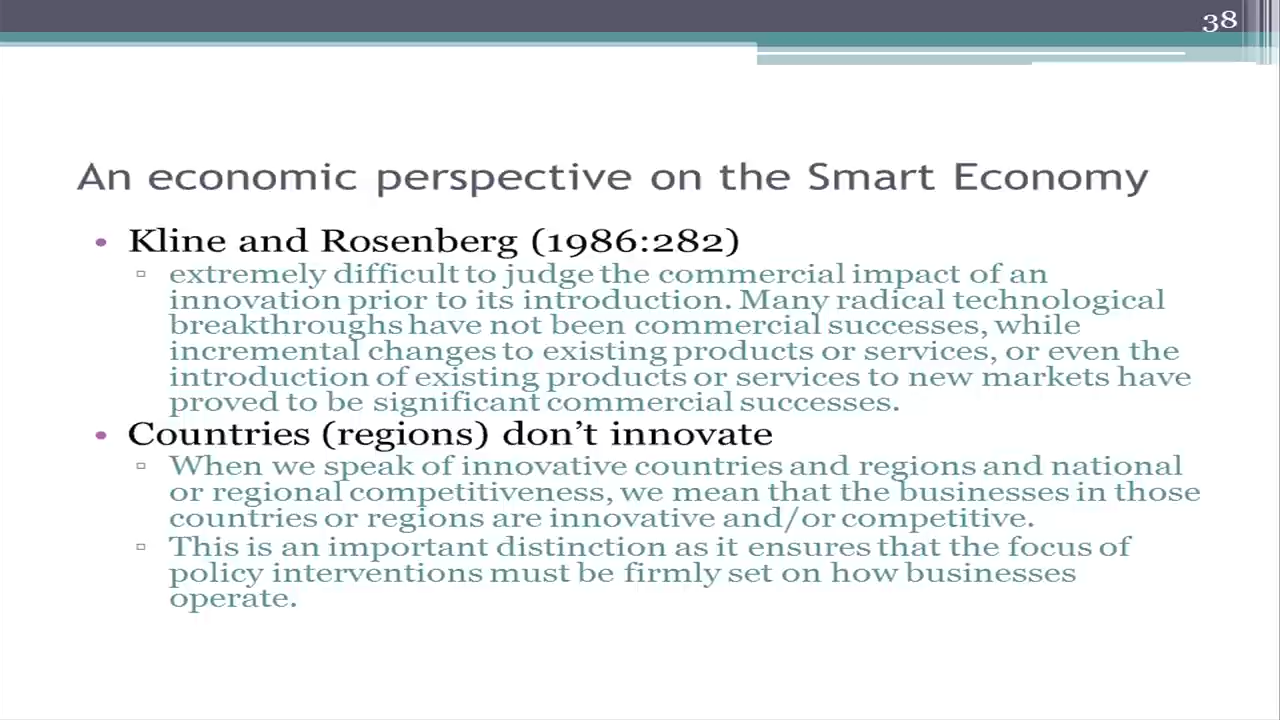 38
An economic perspective on the Smart Economy
• Kline and Rosenberg (1986:282)
▫ extremely difficult to judge the commercial impact of an
innovation prior to its introduction. Many radical technological
breakthroughs have not been commercial successes, while
incremental changes to existing products or services, or even the
introduction of existing products or services to new markets have
proved to be significant commercial successes.
• Countries (regions) don't innovate
▫ When we speak of innovative countries and regions and national
or regional competitiveness, we mean that the businesses in those
countries or regions are innovative and/or competitive.
▫ This is an important distinction as it ensures that the focus of
policy interventions must be firmly set on how businesses
operate.